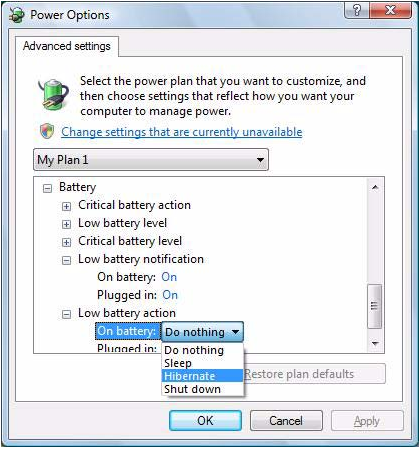 Power Options
Advanced settings
Select the power plan that you want to customize, and
then choose settings that reflect how you want your
computer to manage power.
Change settings that are currently unavailable
My Plan 1
Battery
Critical battery action
Low battery level
Critical battery level
Low battery notification
On battery: On
Plugged in: On
Low battery action
On battery: Do nothing
Plugged in:
Do nothing
Sleep
Hibernate
Shut down
Restore plan defaults
OK
Cancel
Apply